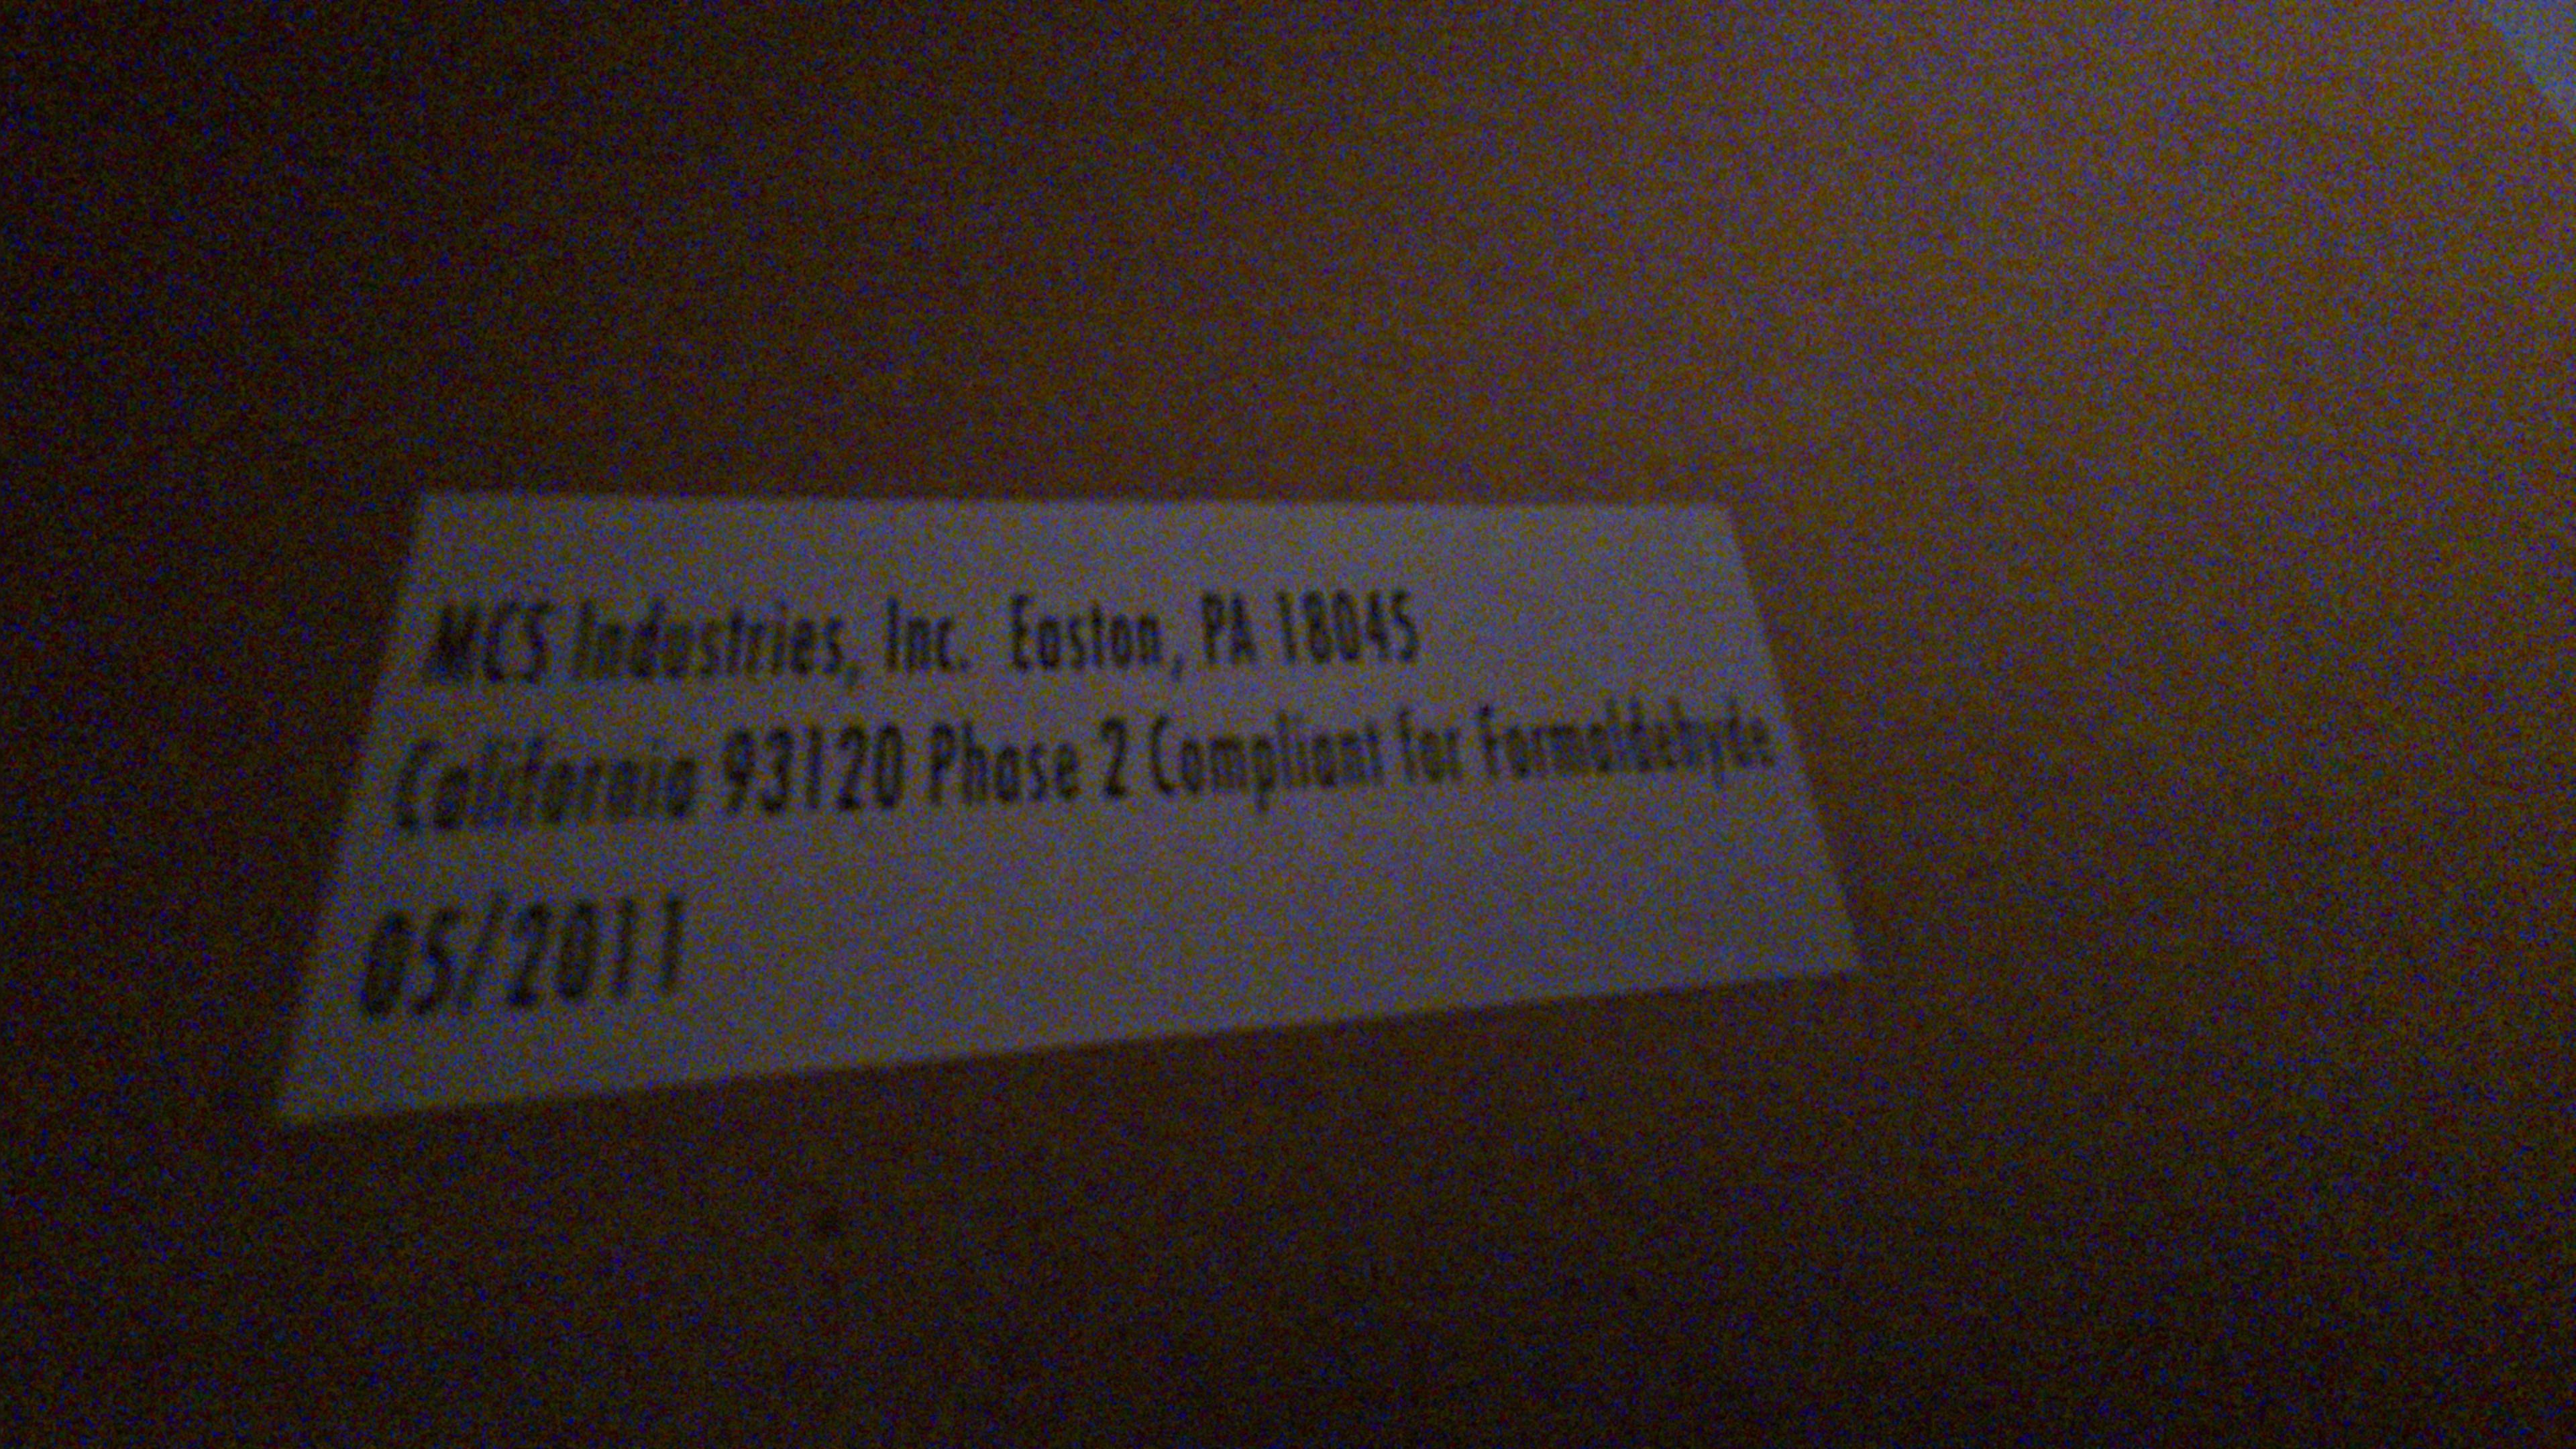 MCS Industries, Inc. Easton, PA 18045
California 93120 Phase 2 Compliant for Formaldehyde
05/2011